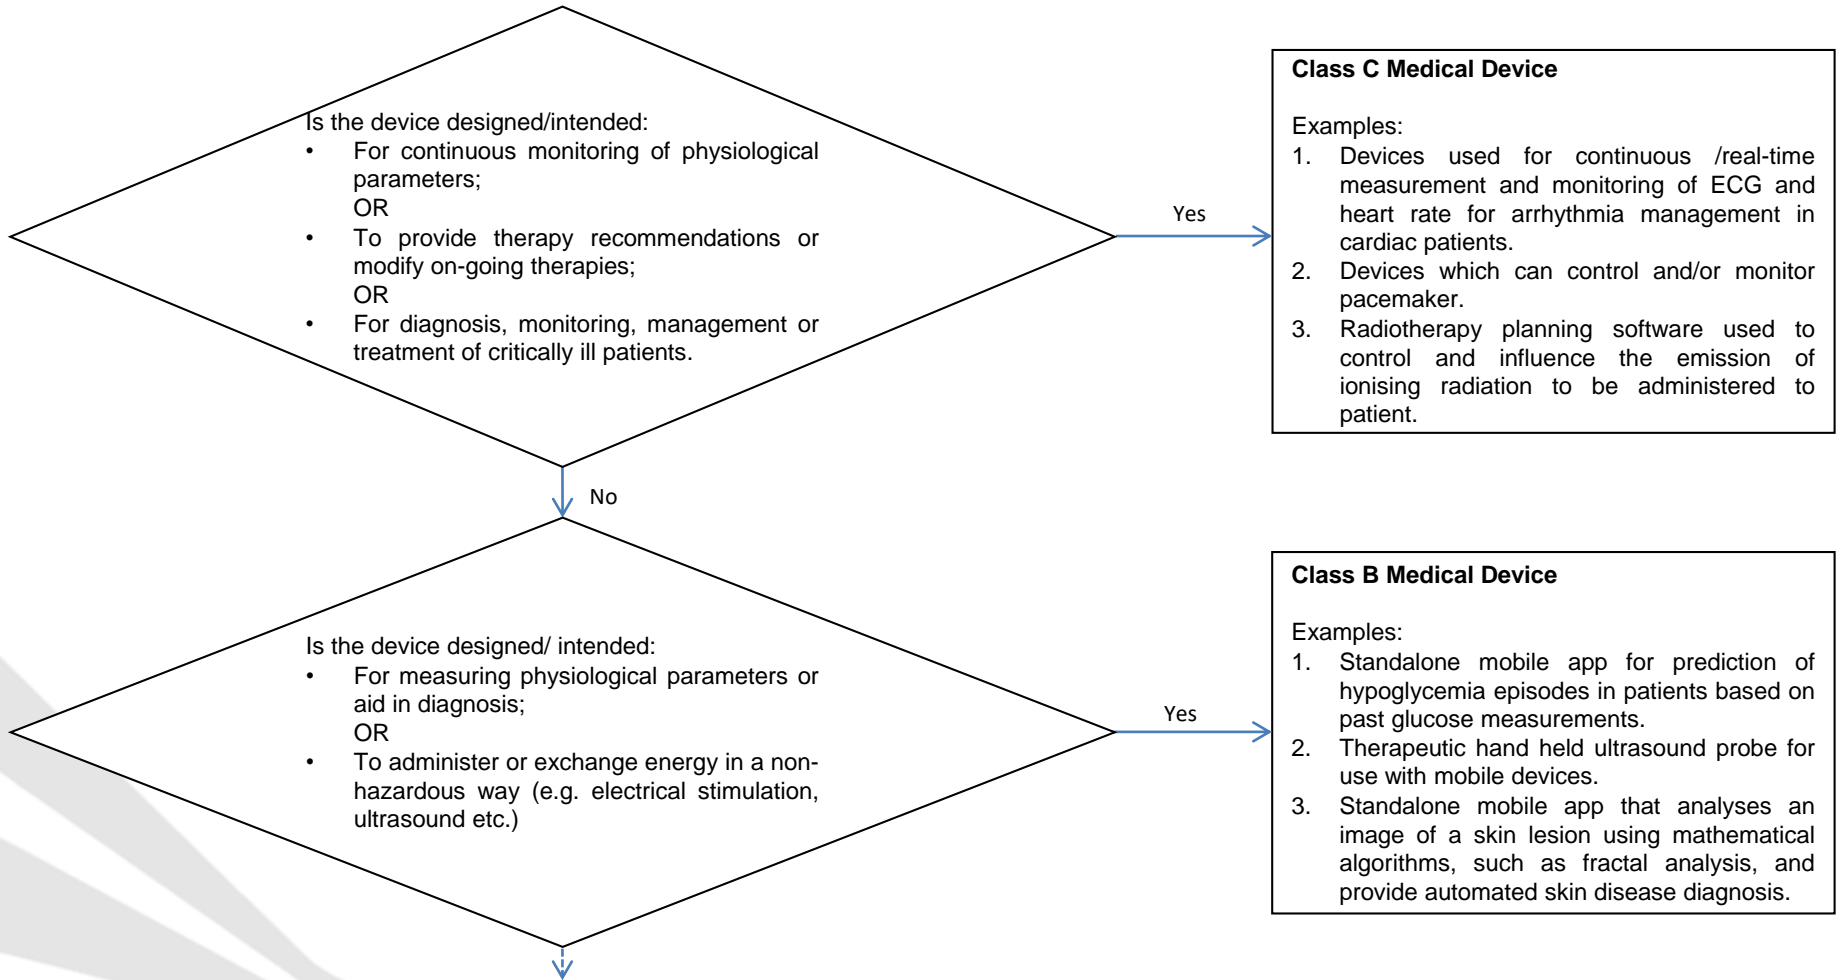 Is the device designed/intended:
• For continuous monitoring of physiological
parameters;
OR
• To provide therapy recommendations or
modify on-going therapies;
OR
• For diagnosis, monitoring, management or
treatment of critically ill patients.
Yes
Class C Medical Device
Examples:
1. Devices used for continuous /real-time
measurement and monitoring of ECG and
heart rate for arrhythmia management in
cardiac patients.
2. Devices which can control and/or monitor
pacemaker.
3. Radiotherapy planning software used to
control and influence the emission of
ionising radiation to be administered to
patient.
No
Is the device designed/ intended:
• For measuring physiological parameters or
aid in diagnosis;
OR
• To administer or exchange energy in a non-
hazardous way (e.g. electrical stimulation,
ultrasound etc.)
Yes
Class B Medical Device
Examples:
1. Standalone mobile app for prediction of
hypoglycemia episodes in patients based on
past glucose measurements.
2. Therapeutic hand held ultrasound probe for
use with mobile devices.
3. Standalone mobile app that analyses an
image of a skin lesion using mathematical
algorithms, such as fractal analysis, and
provide automated skin disease diagnosis.